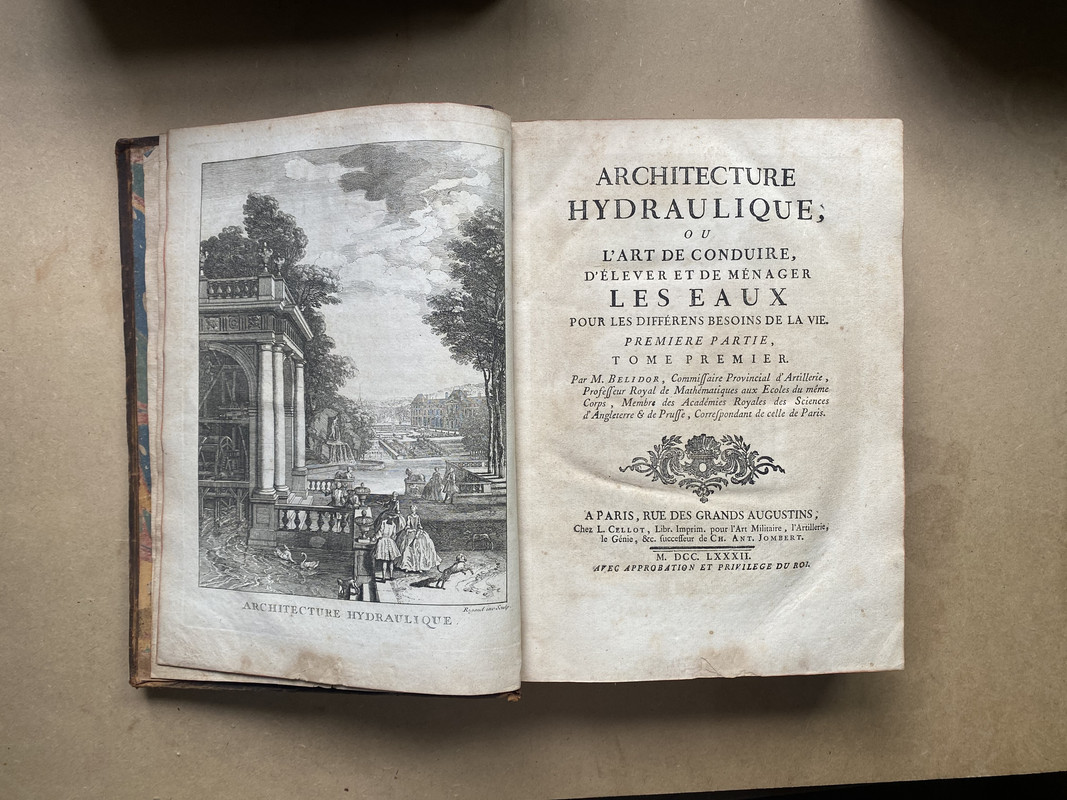 ARCHITECTURE HYDRAULIQUE
inv. Sculp.
ARCHITECTURE
HYDRAULIQUE;
OU
L'ART DE CONDUIRE,
D'ÉLEVER ET DE MÉNAGER
LES EAUX
POUR LES DIFFÉRENS BESOINS DE LA VIE.
PREMIERE PARTIE,
TOME PREMIER.
Par M. BELIDOR, Commiſſaire Provincial d'Artillerie,
Profeſſeur Royal de Mathématiques aux Ecoles du même
Corps, Membre des Académies Royales des Sciences
d'Angleterre & de Pruſſe, Correſpondant de celle de Paris.
A PARIS, RUE DES GRANDS AUGUSTINS,
Chez L. CELLOT, Libr. Imprim. pour l'Art Militaire, l'Artillerie,
le Génie, &c. ſucceſſeur de CH. ANT. JOMBERT.
M. DCC. LXXXII.
AVEC APPROBATION ET PRIVILEGE DU ROI.